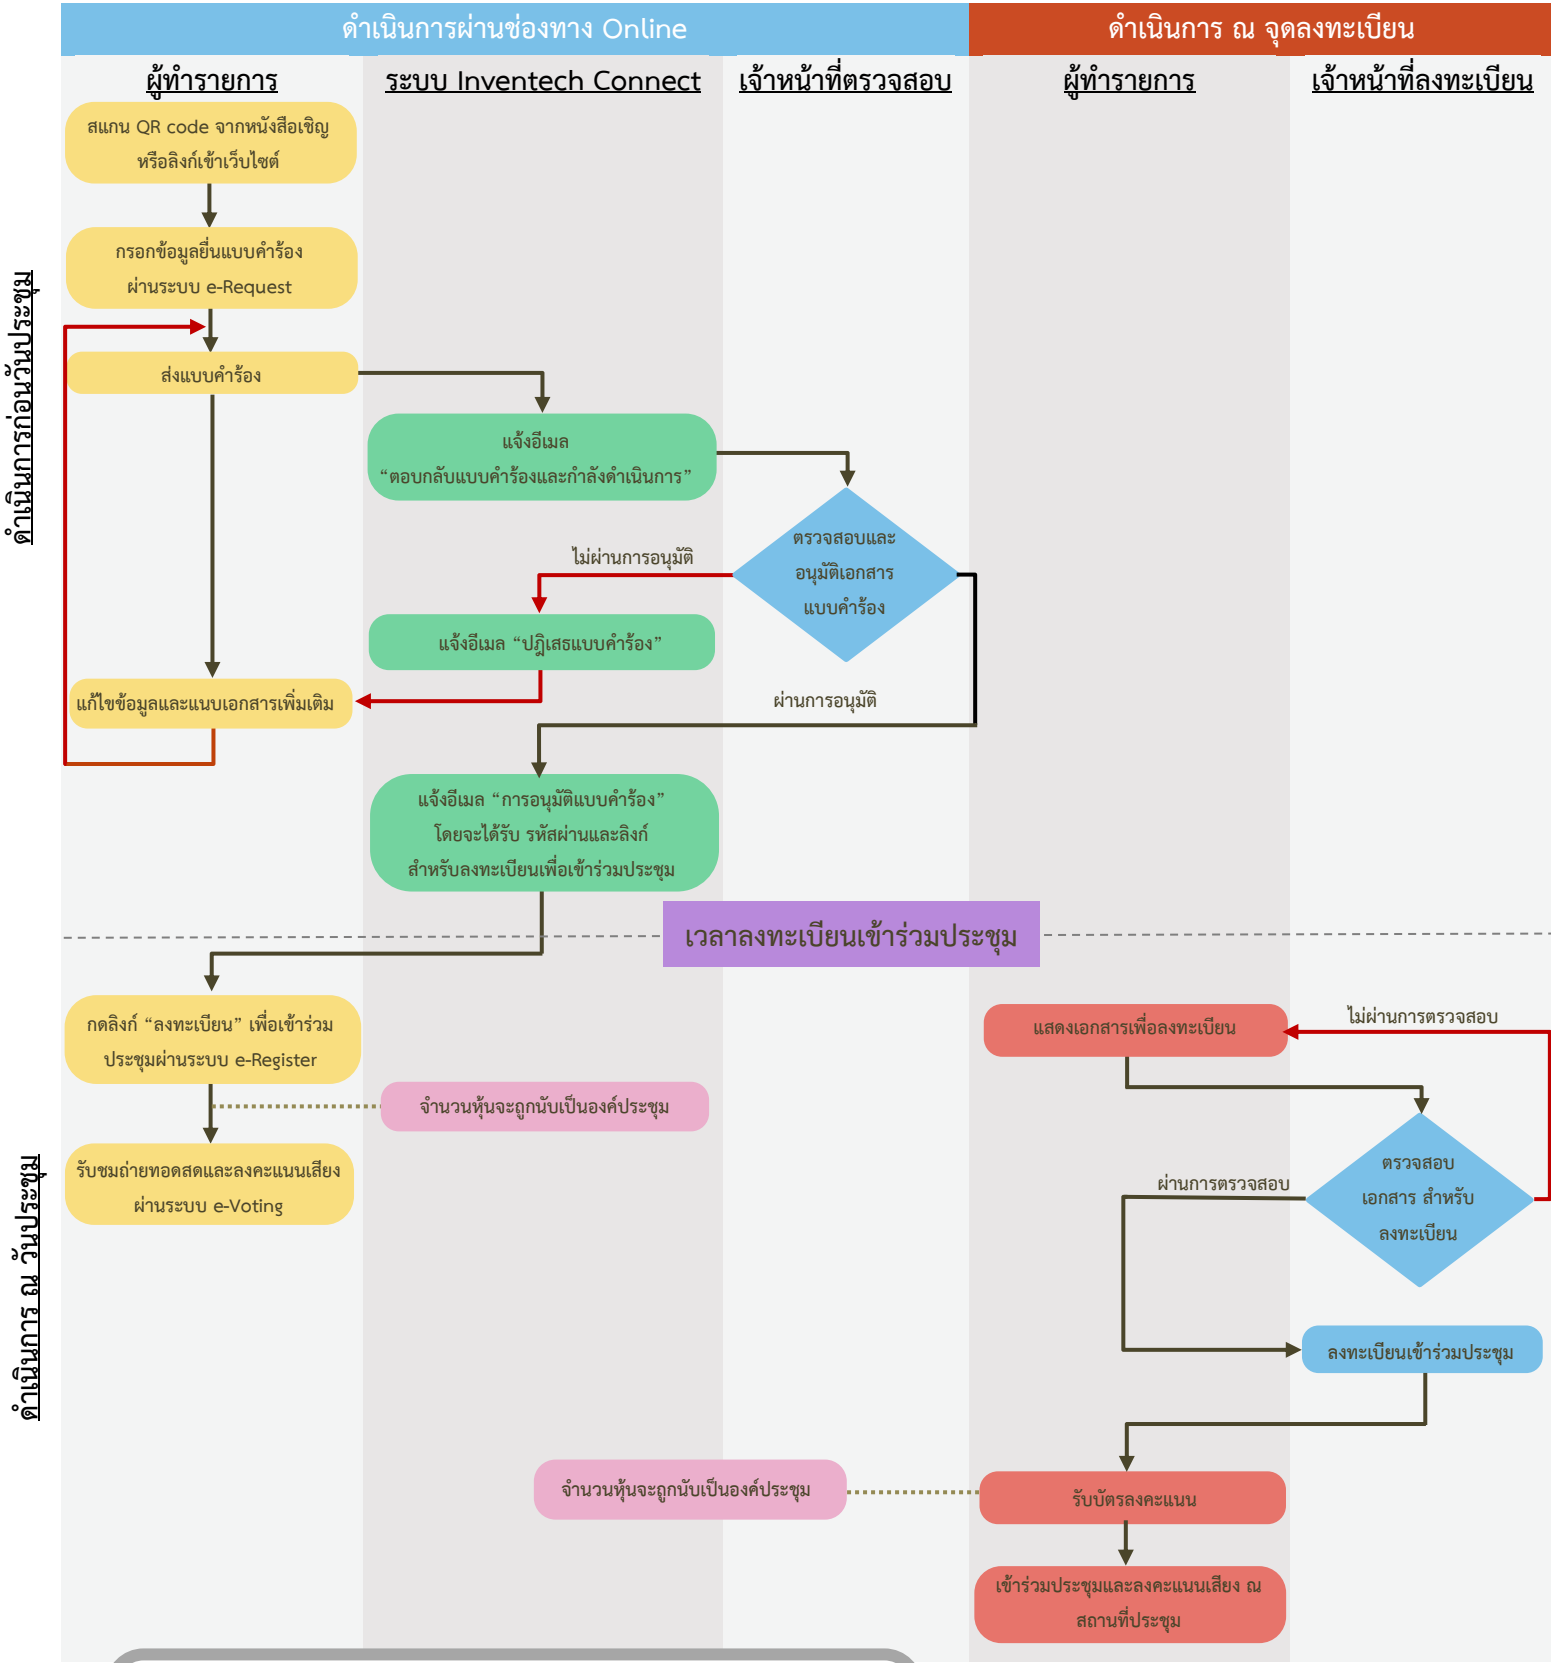 ดำเนินการผ่านช่องทาง Online
ดำเนินการ ณ จุดลงทะเบียน
ผู้ทำรายการ
ระบบ Inventech Connect
เจ้าหน้าที่ตรวจสอบ
ผู้ทำรายการ
เจ้าหน้าที่ลงทะเบียน
ดำเนินการก่อนวันประชุม
สแกน QR code จากหนังสือเชิญ
หรือลิงก์เข้าเว็บไซต์
กรอกข้อมูลยื่นแบบคำร้อง
ผ่านระบบ e-Request
ส่งแบบคำร้อง
แจ้งอีเมล
“ตอบกลับแบบคำร้องและกำลังดำเนินการ”
ตรวจสอบและ
อนุมัติเอกสาร
แบบคำร้อง
ไม่ผ่านการอนุมัติ
แจ้งอีเมล “ปฎิเสธแบบคำร้อง”
แก้ไขข้อมูลและแนบเอกสารเพิ่มเติม
ผ่านการอนุมัติ
แจ้งอีเมล “การอนุมัติแบบคำร้อง”
โดยจะได้รับ รหัสผ่านและลิงก์
สำหรับลงทะเบียนเพื่อเข้าร่วมประชุม
เวลาลงทะเบียนเข้าร่วมประชุม
ดำเนินการ ณ วันประชุม
กดลิงก์ “ลงทะเบียน” เพื่อเข้าร่วม
ประชุมผ่านระบบ e-Register
จำนวนหุ้นจะถูกนับเป็นองค์ประชุม
รับชมถ่ายทอดสดและลงคะแนนเสียง
ผ่านระบบ e-Voting
แสดงเอกสารเพื่อลงทะเบียน
ไม่ผ่านการตรวจสอบ
ตรวจสอบ
เอกสาร สำหรับ
ลงทะเบียน
ผ่านการตรวจสอบ
ลงทะเบียนเข้าร่วมประชุม
จำนวนหุ้นจะถูกนับเป็นองค์ประชุม
รับบัตรลงคะแนน
เข้าร่วมประชุมและลงคะแนนเสียง ณ
สถานที่ประชุม